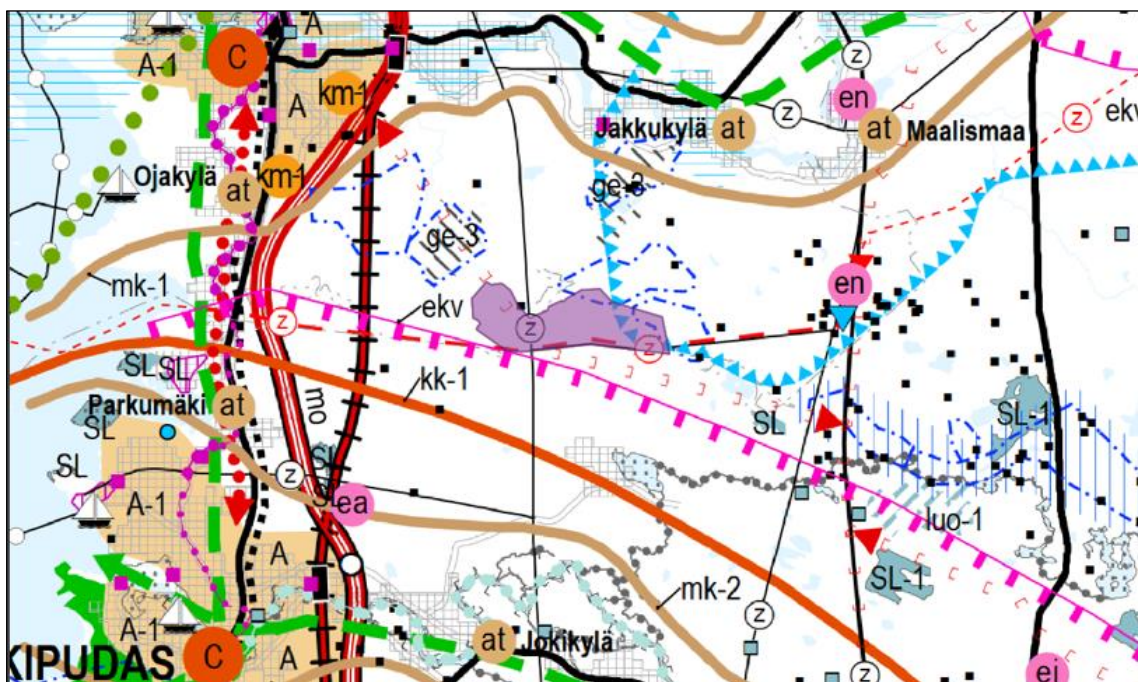 A-1
C
A
km-1
z
en
Jakkukylä
at
z
at
Maalismaa
z
ekv
Ojakylä
at
km-1
ge-3
ge-3
mk-1
ekv
z
z
z
en
SL
SL
kk-1
Parkumäki
at
mo
SL
SL
SL-1
SL
z
SL
SL
ea
A-1
luo-1
A
SL-1
mk-2
z
A-1
A
at
Jokikylä
KIPUDAS
C
z
ej